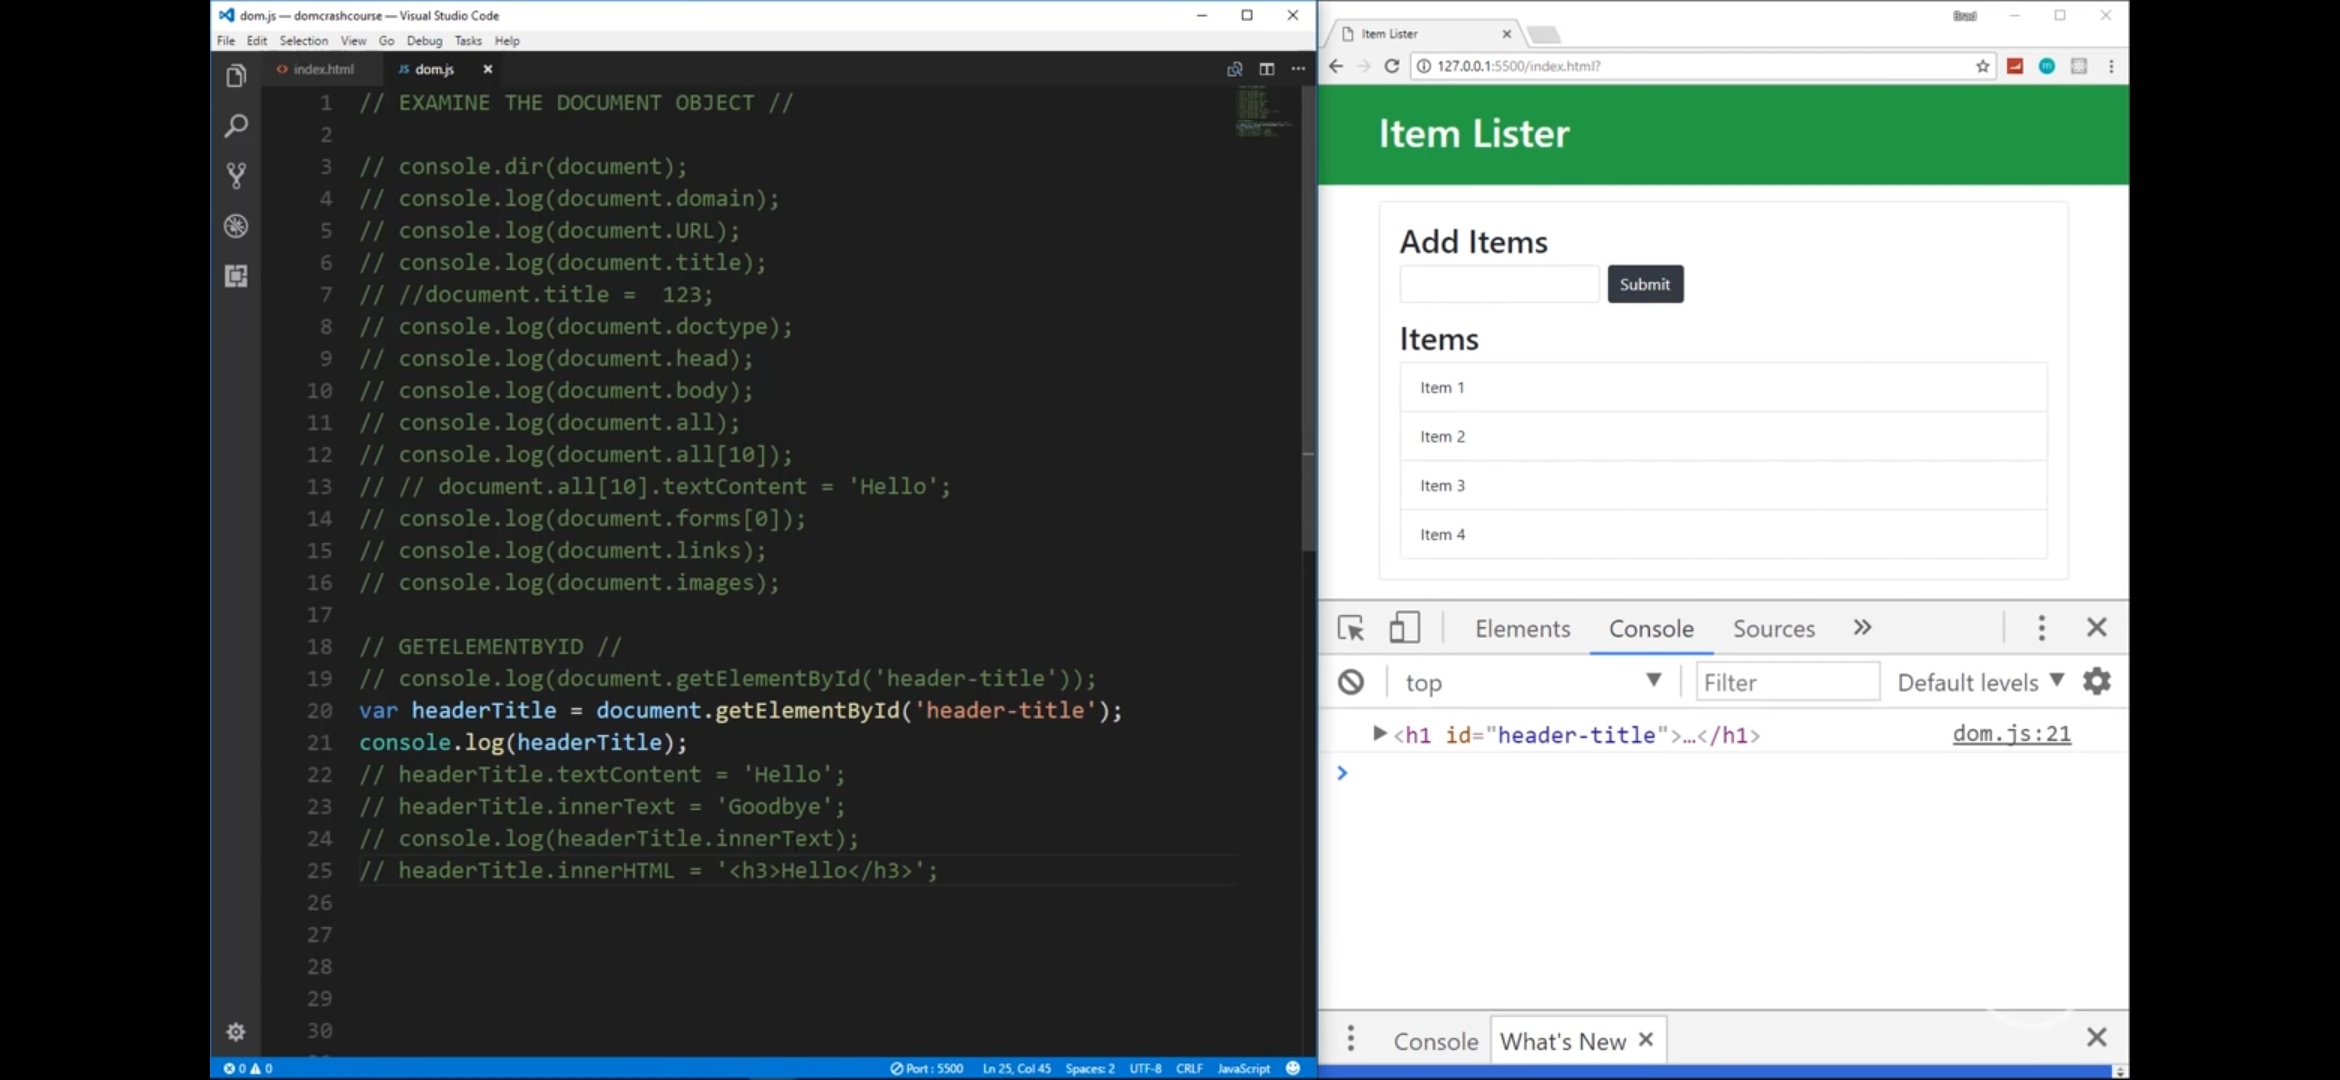 dom.js — domcrashcourse — Visual Studio Code
File Edit Selection View Go Debug Tasks Help
index.html
JS dom.js
1 // EXAMINE THE DOCUMENT OBJECT //
2
3 // console.dir(document);
4 // console.log(document.domain);
5 // console.log(document.URL);
6 // console.log(document.title);
7 // //document.title =  123;
8 // console.log(document.doctype);
9 // console.log(document.head);
10 // console.log(document.body);
11 // console.log(document.all);
12 // console.log(document.all[10]);
13 // // document.all[10].textContent = 'Hello';
14 // console.log(document.forms[0]);
15 // console.log(document.links);
16 // console.log(document.images);
17
18 // GETELEMENTBYID //
19 // console.log(document.getElementById('header-title'));
20 var headerTitle = document.getElementById('header-title');
21 console.log(headerTitle);
22 // headerTitle.textContent = 'Hello';
23 // headerTitle.innerText = 'Goodbye';
24 // console.log(headerTitle.innerText);
25 // headerTitle.innerHTML = '<h3>Hello</h3>';
26
27
28
29
30
0 0 Port : 5500 Ln 25, Col 45 Spaces: 2 UTF-8 CRLF JavaScript
Brad
Item Lister
127.0.0.1:5500/index.html?
Item Lister
Add Items
Submit
Items
Item 1
Item 2
Item 3
Item 4
Elements Console Sources »
top Filter Default levels
<h1 id="header-title">…</h1> dom.js:21
Console What's New